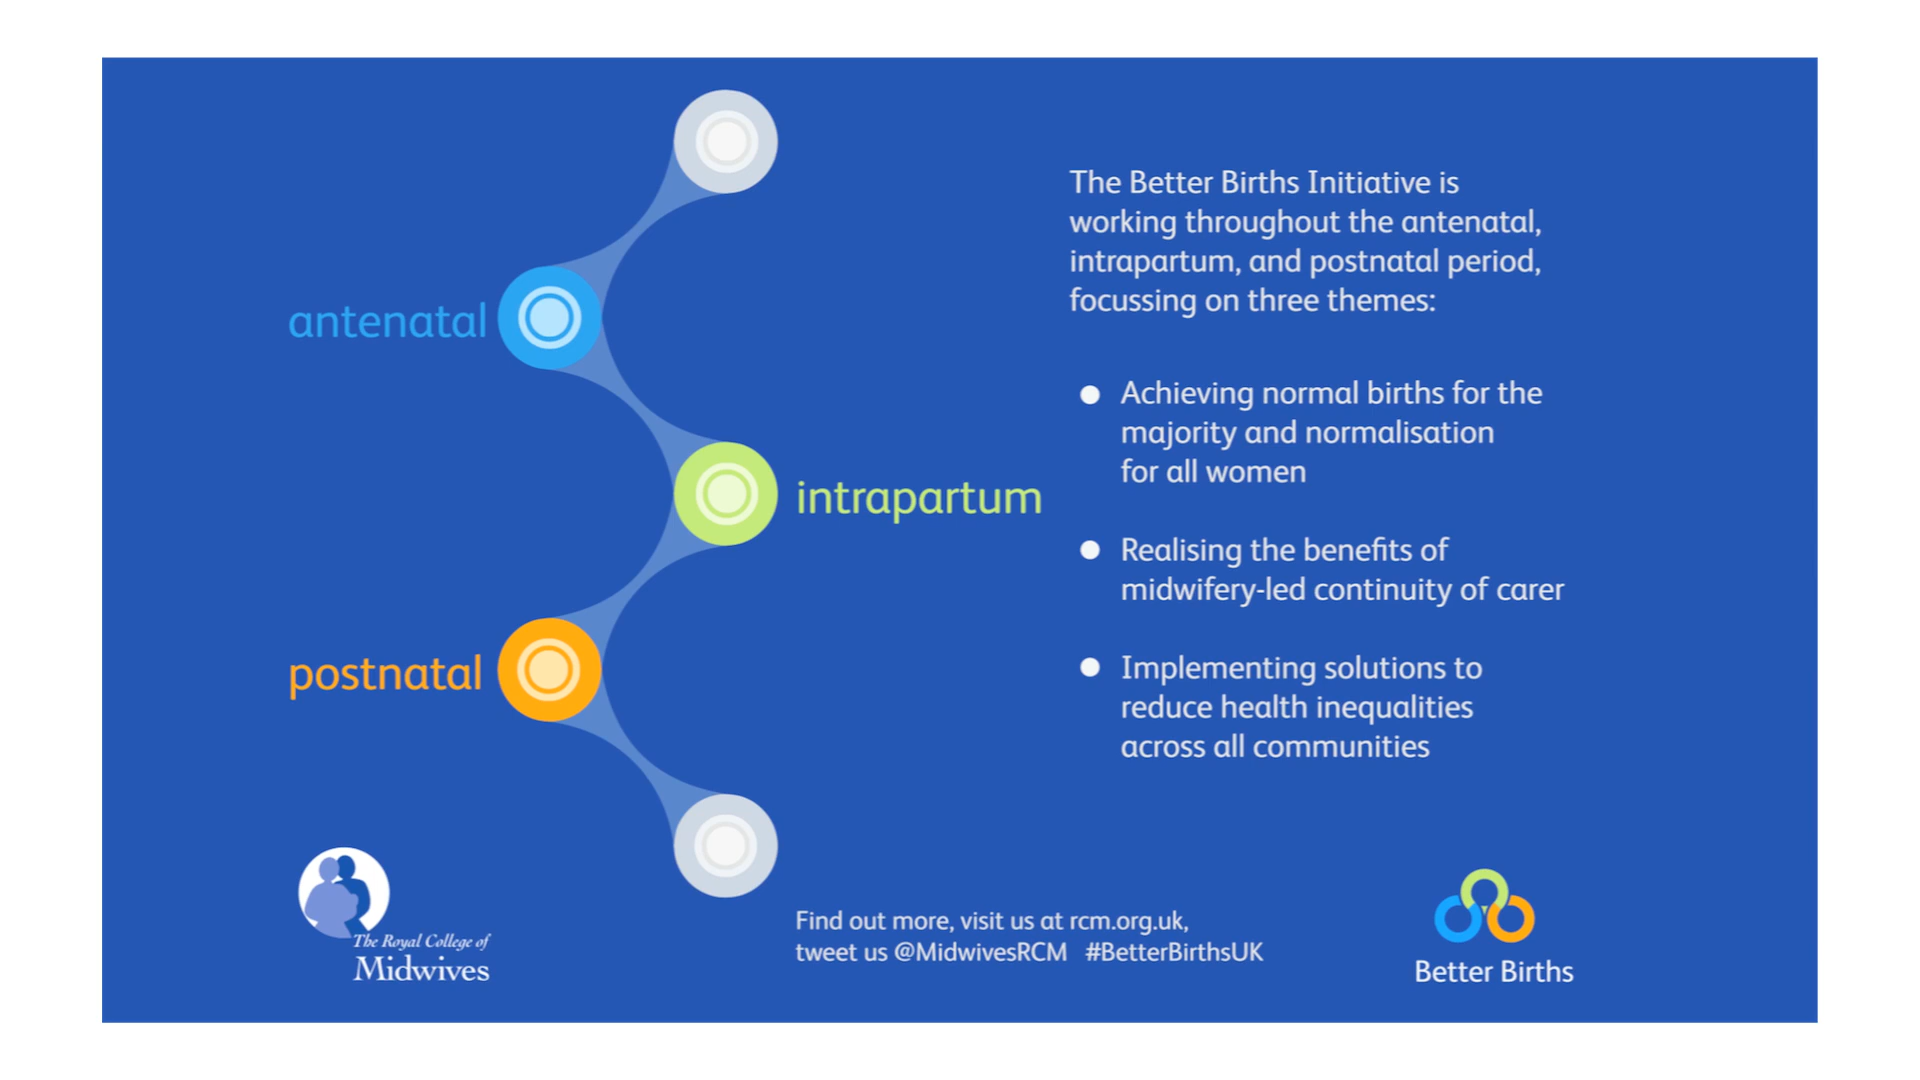 antenatal
intrapartum
postnatal
The Better Births Initiative is
working throughout the antenatal,
intrapartum, and postnatal period,
focussing on three themes:
Achieving normal births for the
majority and normalisation
for all women
Realising the benefits of
midwifery-led continuity of carer
Implementing solutions to
reduce health inequalities
across all communities
The Royal College of
Midwives
Find out more, visit us at rcm.org.uk,
tweet us @MidwivesRCM #BetterBirthsUK
Better Births